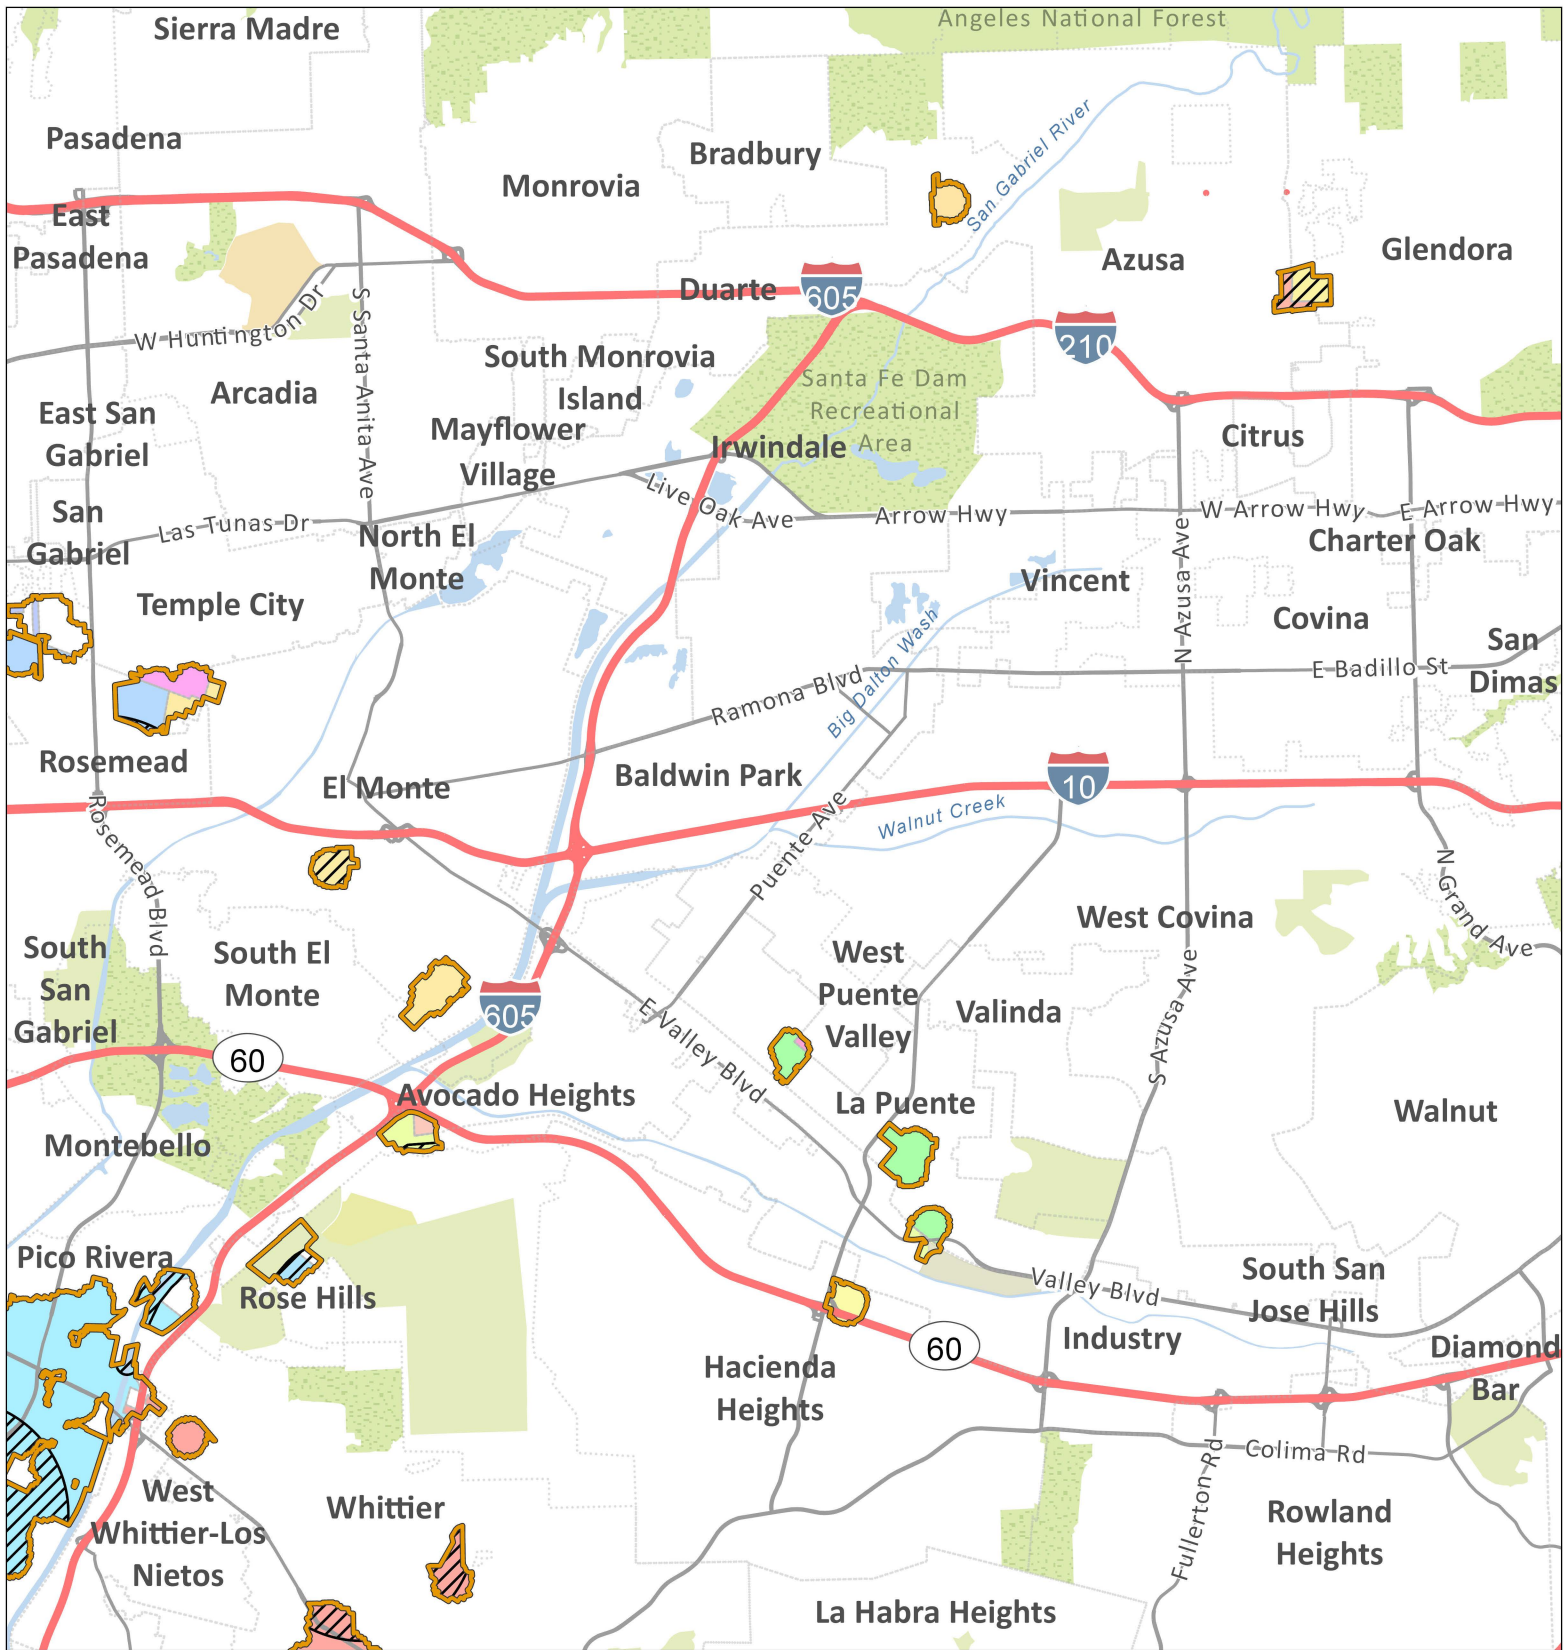 Sierra Madre
Angeles National Forest
Pasadena
Bradbury
Monrovia
San Gabriel River
East
Pasadena
Azusa
Glendora
Duarte
605
210
W Huntington Dr
S Santa Anita Ave
South Monrovia
Island
Santa Fe Dam
Recreational
Area
Arcadia
East San
Gabriel
Mayflower
Village
Irwindale
Citrus
San
Gabriel
Las Tunas Dr
Live Oak Ave
Arrow Hwy
W Arrow Hwy
E Arrow Hwy
North El
Monte
Charter Oak
Temple City
Vincent
N Azusa Ave
Covina
San
Dimas
E Badillo St
Ramona Blvd
Big Dalton Wash
Rosemead
El Monte
Baldwin Park
10
Walnut Creek
Rosemead Blvd
Puente Ave
N Grand Ave
West Covina
South
San
Gabriel
South El
Monte
West
Puente
Valley
Valinda
605
E Valley Blvd
S Azusa Ave
60
Avocado Heights
La Puente
Walnut
Montebello
Pico Rivera
Rose Hills
Valley Blvd
South San
Jose Hills
Industry
60
Diamond
Bar
Hacienda
Heights
Colima Rd
Fullerton Rd
West
Whittier-Los
Nietos
Whittier
Rowland
Heights
La Habra Heights